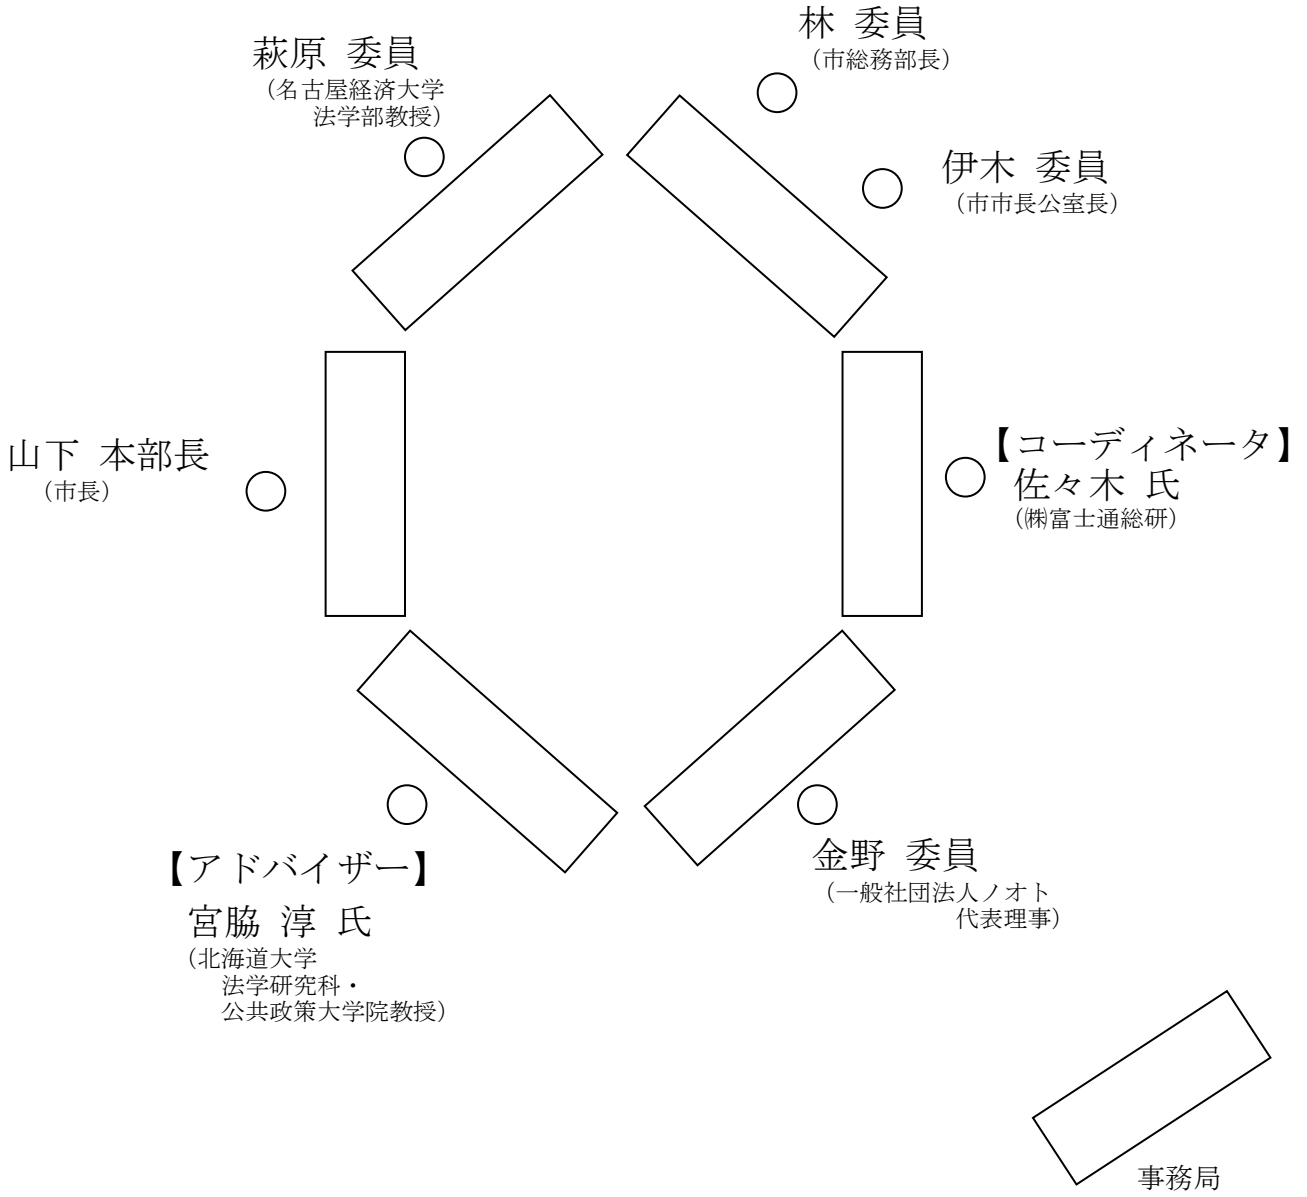 林 委員
(市総務部長)
萩原 委員
(名古屋経済大学
法学部教授)
伊木 委員
(市市長公室長)
山下 本部長
(市長)
【コーディネータ】
佐々木 氏
(㈱富士通総研)
【アドバイザー】
宮脇 淳 氏
(北海道大学
法学研究科・
公共政策大学院教授)
金野 委員
(一般社団法人ノオト
代表理事)
事務局